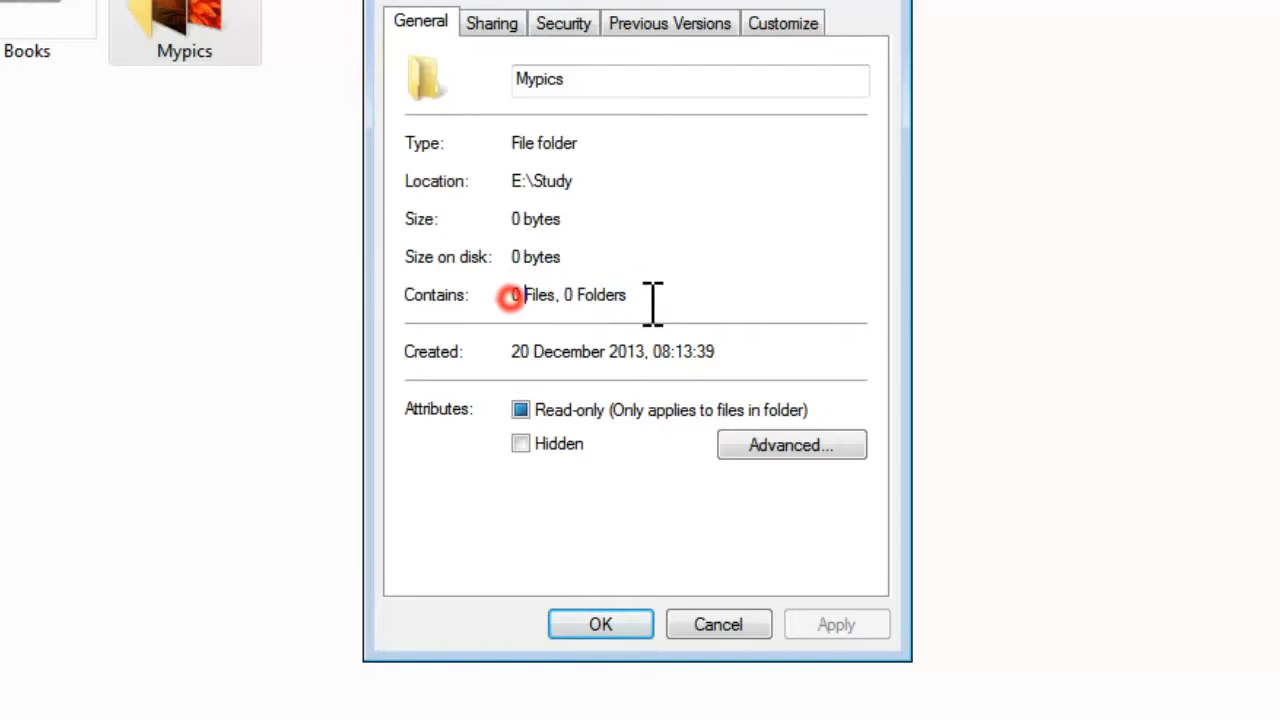 Books
Mypics
General Sharing Security Previous Versions Customize
Mypics
Type: File folder
Location: E:\Study
Size: 0 bytes
Size on disk: 0 bytes
Contains: 0 Files, 0 Folders
Created: 20 December 2013, 08:13:39
Attributes: Read-only (Only applies to files in folder)
Hidden Advanced...
OK Cancel Apply